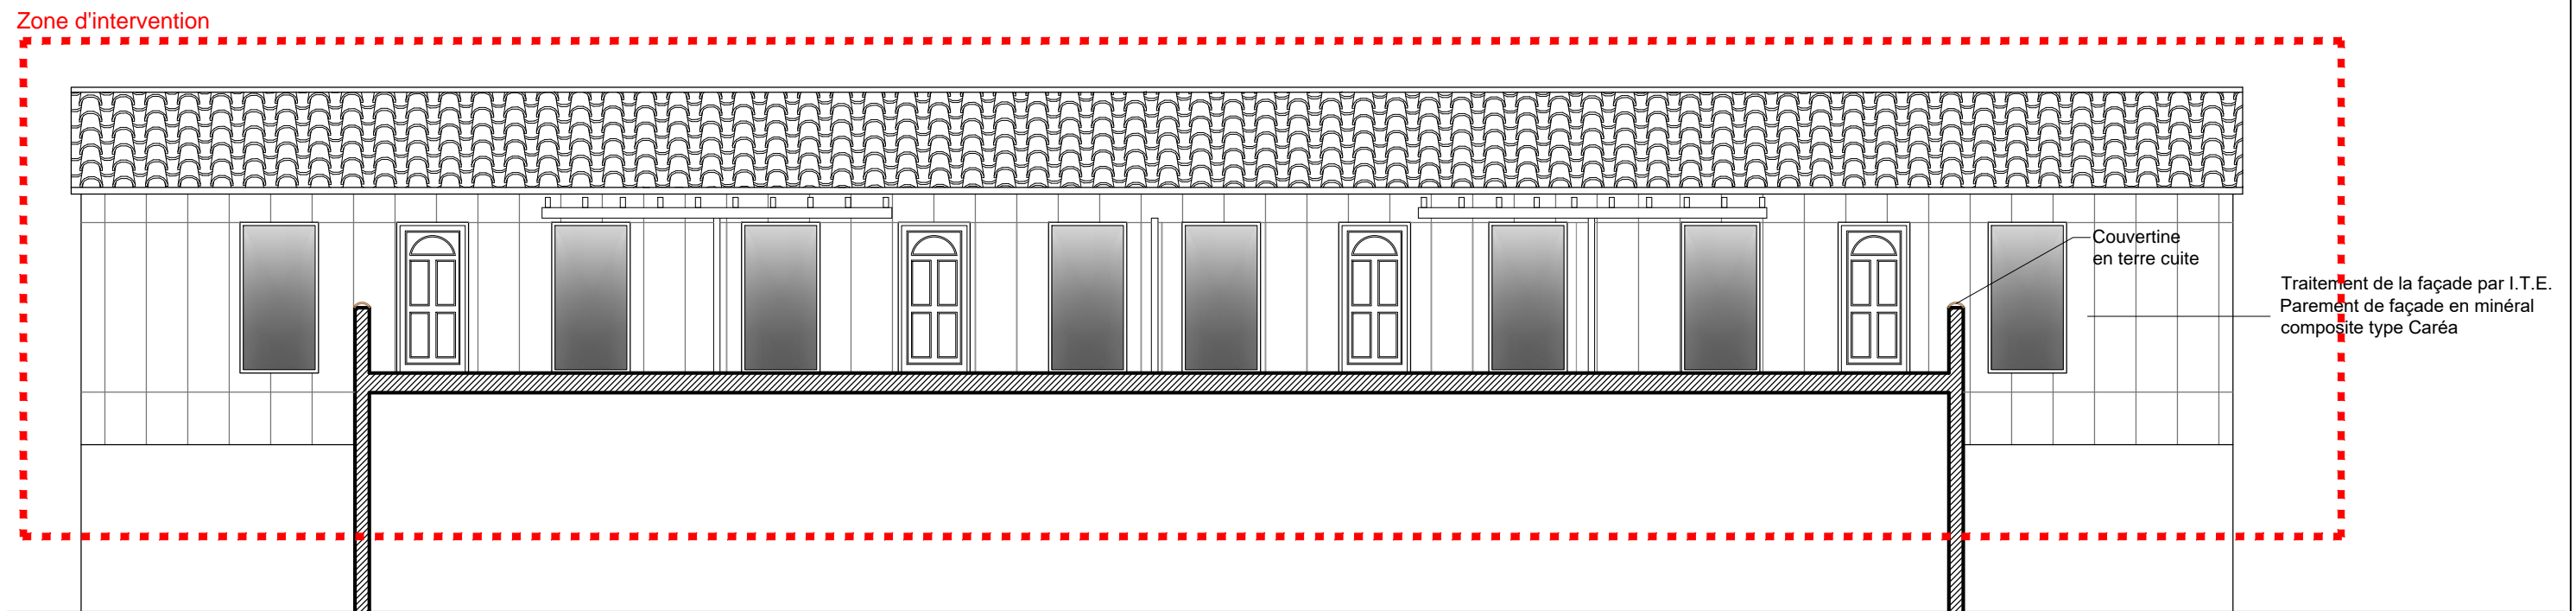 Zone d'intervention
Couvertine
en terre cuite
Traitement de la façade par I.T.E.
Parement de façade en minéral
composite type Caréa